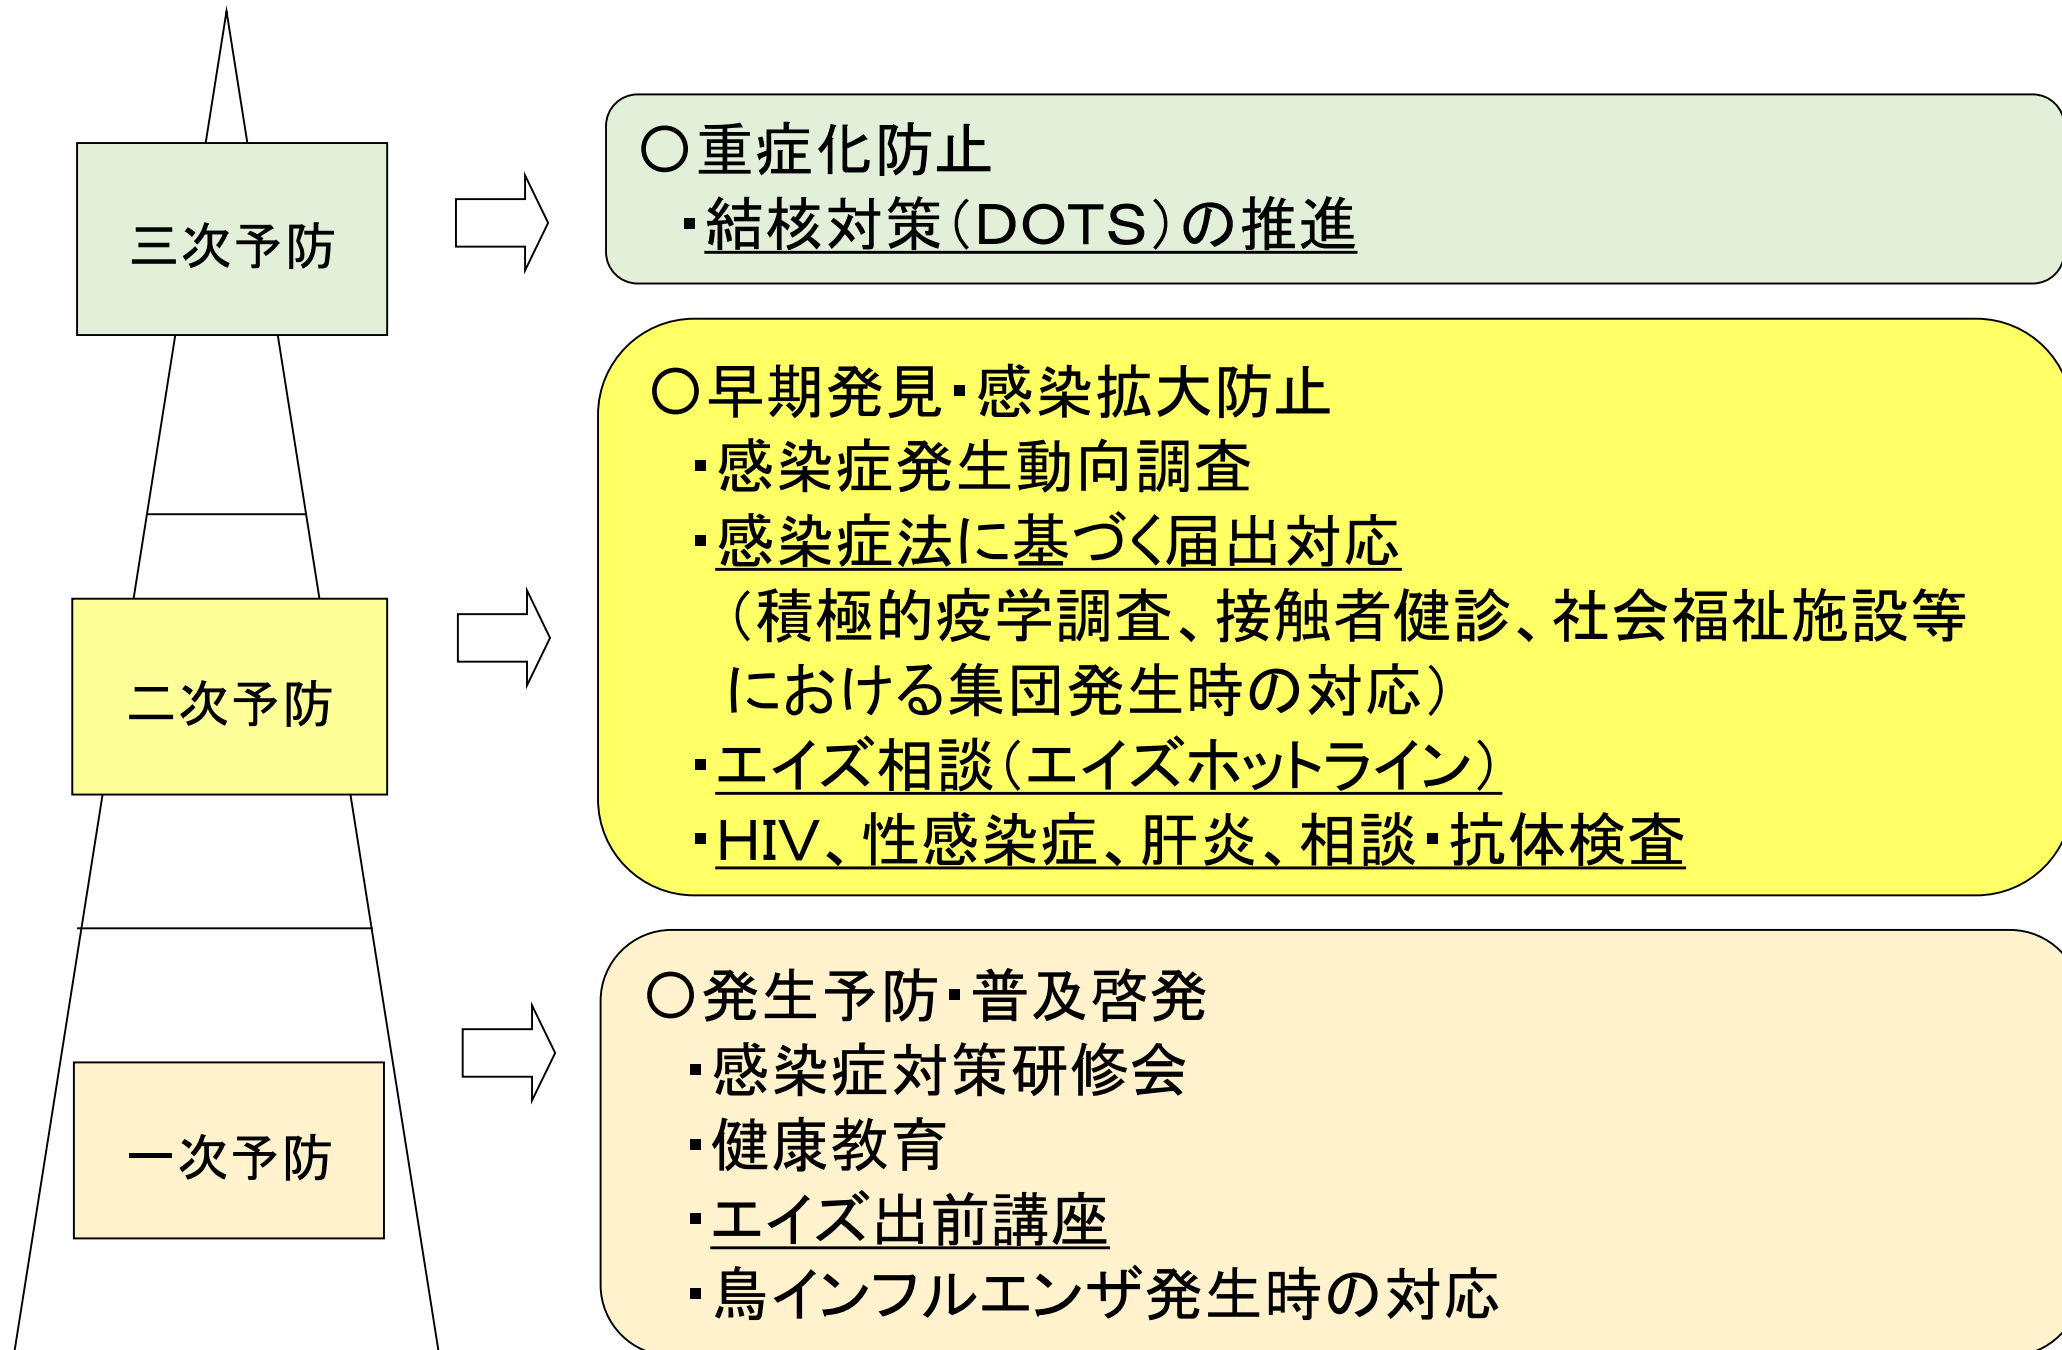 三次予防
〇重症化防止
・結核対策(DOTS)の推進
二次予防
〇早期発見・感染拡大防止
・感染症発生動向調査
・感染症法に基づく届出対応
(積極的疫学調査、接触者健診、社会福祉施設等
における集団発生時の対応)
・エイズ相談(エイズホットライン)
・HIV、性感染症、肝炎、相談・抗体検査
一次予防
〇発生予防・普及啓発
・感染症対策研修会
・健康教育
・エイズ出前講座
・鳥インフルエンザ発生時の対応